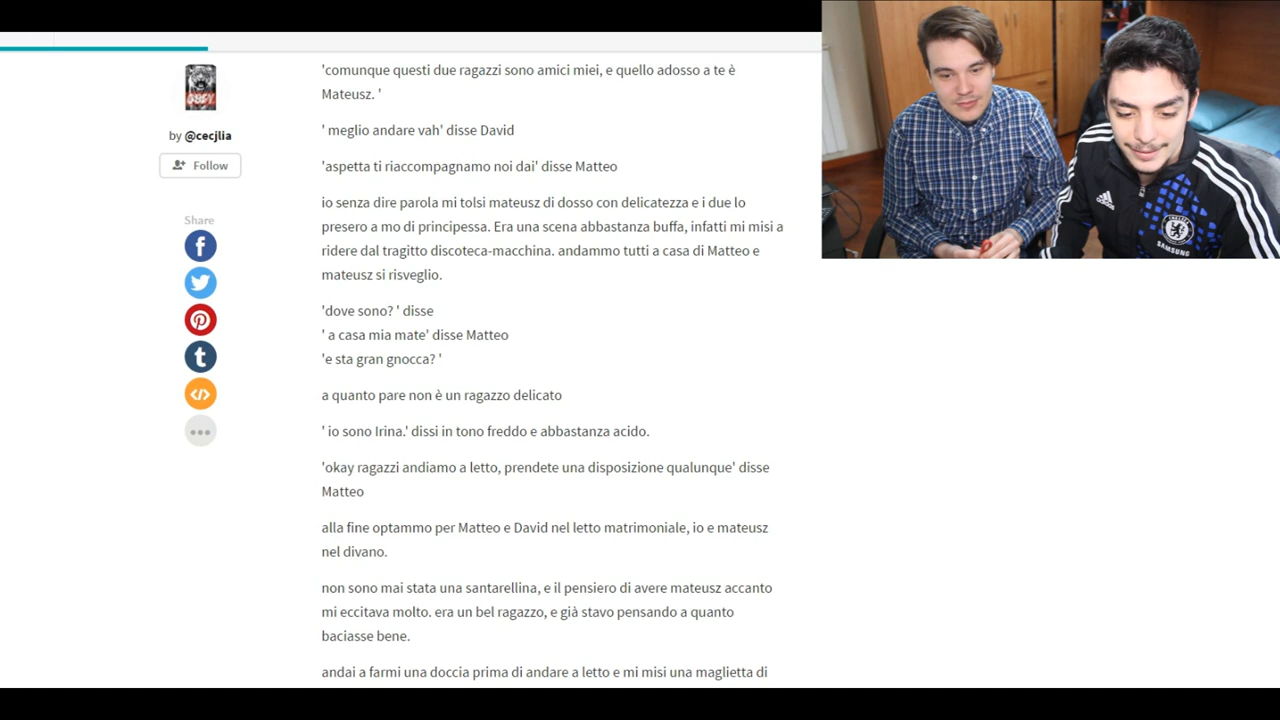 by @cecjlia
Follow
Share
'comunque questi due ragazzi sono amici miei, e quello adosso a te è
Mateusz. '
' meglio andare vah' disse David
'aspetta ti riaccompagnamo noi dai' disse Matteo
io senza dire parola mi tolsi mateusz di dosso con delicatezza e i due lo
presero a mo di principessa. Era una scena abbastanza buffa, infatti mi misi a
ridere dal tragitto discoteca-macchina. andammo tutti a casa di Matteo e
mateusz si risveglio.
'dove sono? ' disse
' a casa mia mate' disse Matteo
'e sta gran gnocca? '
a quanto pare non è un ragazzo delicato
' io sono Irina.' dissi in tono freddo e abbastanza acido.
'okay ragazzi andiamo a letto, prendete una disposizione qualunque' disse
Matteo
alla fine optammo per Matteo e David nel letto matrimoniale, io e mateusz
nel divano.
non sono mai stata una santarellina, e il pensiero di avere mateusz accanto
mi eccitava molto. era un bel ragazzo, e già stavo pensando a quanto
baciasse bene.
andai a farmi una doccia prima di andare a letto e mi misi una maglietta di
OBEY
adidas
CHELSEA
SAMSUNG